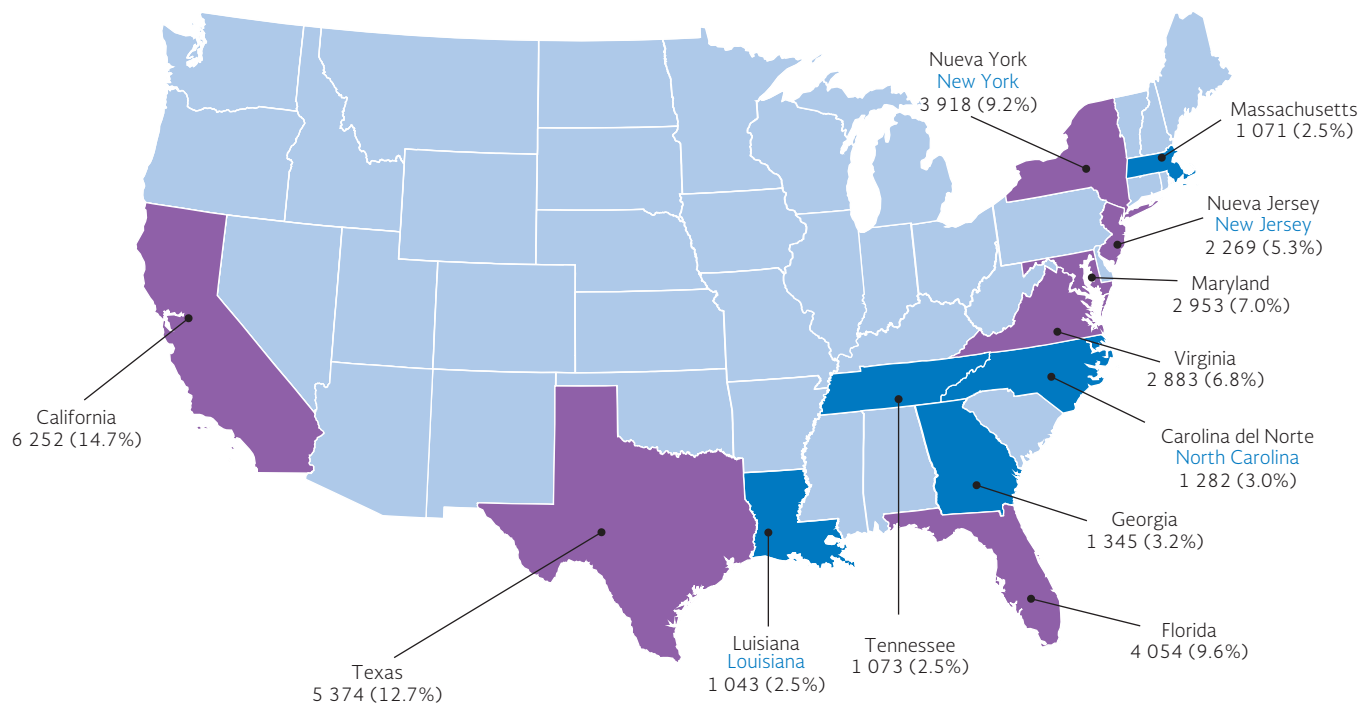 Nueva York
New York
3 918 (9.2%)
Massachusetts
1 071 (2.5%)
Nueva Jersey
New Jersey
2 269 (5.3%)
Maryland
2 953 (7.0%)
Virginia
2 883 (6.8%)
California
6 252 (14.7%)
Carolina del Norte
North Carolina
1 282 (3.0%)
Georgia
1 345 (3.2%)
Florida
4 054 (9.6%)
Tennessee
1 073 (2.5%)
Luisiana
Louisiana
1 043 (2.5%)
Texas
5 374 (12.7%)